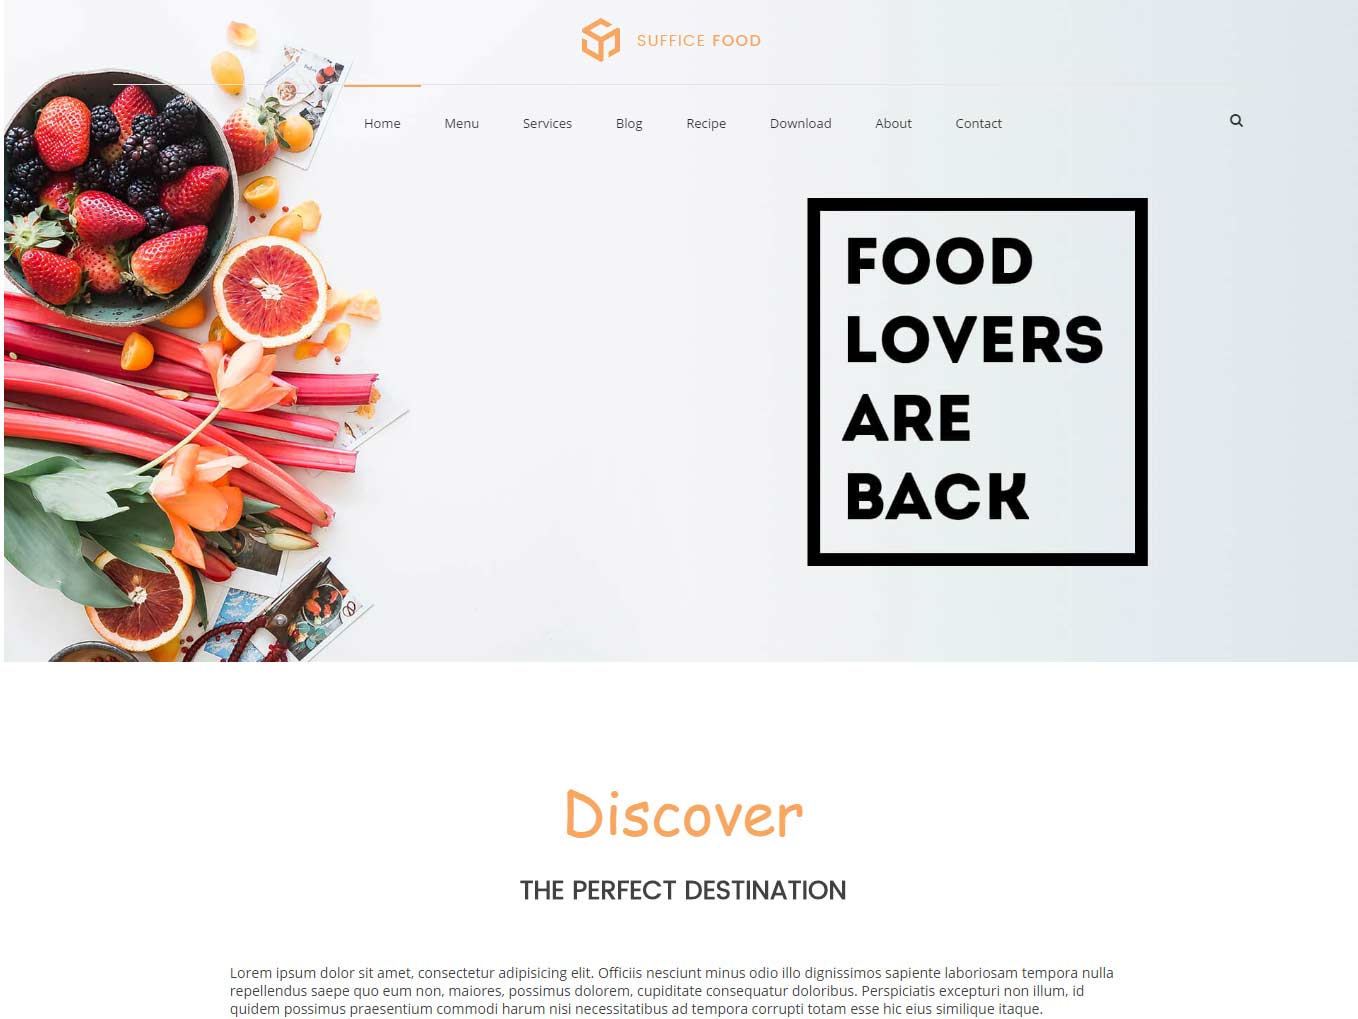 SUFFICE FOOD
Home Menu Services Blog Recipe Download About Contact
FOOD
LOVERS
ARE
BACK
Discover
THE PERFECT DESTINATION
Lorem ipsum dolor sit amet, consectetur adipisicing elit. Officiis nesciunt minus odio illo dignissimos sapiente laboriosam tempora nulla
repellendus saepe quo eum non, maiores, possimus dolorem, cupiditate consequatur doloribus. Perspiciatis excepturi non illum, id
quidem possimus praesentium commodi harum nisi necessitatibus ad tempora corrupti totam esse hic eius similique itaque.